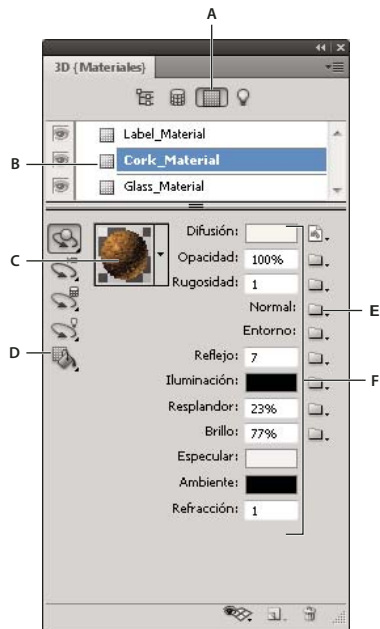 A
3D {Materiales}
Label_Material
B
Cork_Material
Glass_Material
Difusión:
C
Opacidad: 100%
Rugosidad: 1
Normal:
E
Entorno:
D
Reflejo: 7
F
Iluminación:
Resplandor: 23%
Brillo: 77%
Especular:
Ambiente:
Refracción: 1